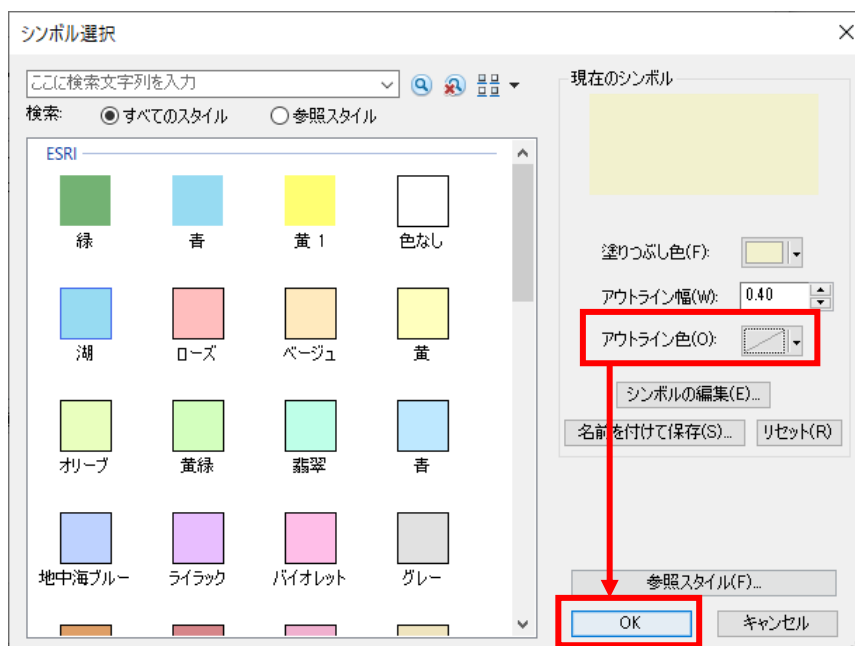 シンボル選択
ここに検索文字列を入力
検索: すべてのスタイル 参照スタイル
ESRI
緑 青 黄 1 色なし
湖 ローズ ベージュ 黄
オリーブ 黄緑 翡翠 青
地中海ブルー ライラック バイオレット グレー
現在のシンボル
塗りつぶし色(F):
アウトライン幅(W): 0.40
アウトライン色(O):
シンボルの編集(E)...
名前を付けて保存(S)... リセット(R)
参照スタイル(F)...
OK キャンセル